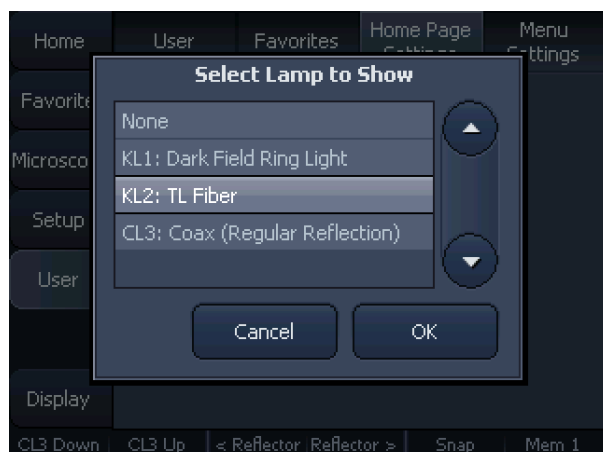 Home User Favorites Home Page Menu
Settings
Select Lamp to Show
Favorite
None
KL1: Dark Field Ring Light
Microsco
KL2: TL Fiber
Setup
CL3: Coax (Regular Reflection)
User
Cancel OK
Display
CL3 Down CL3 Up < Reflector Reflector > Snap Mem 1